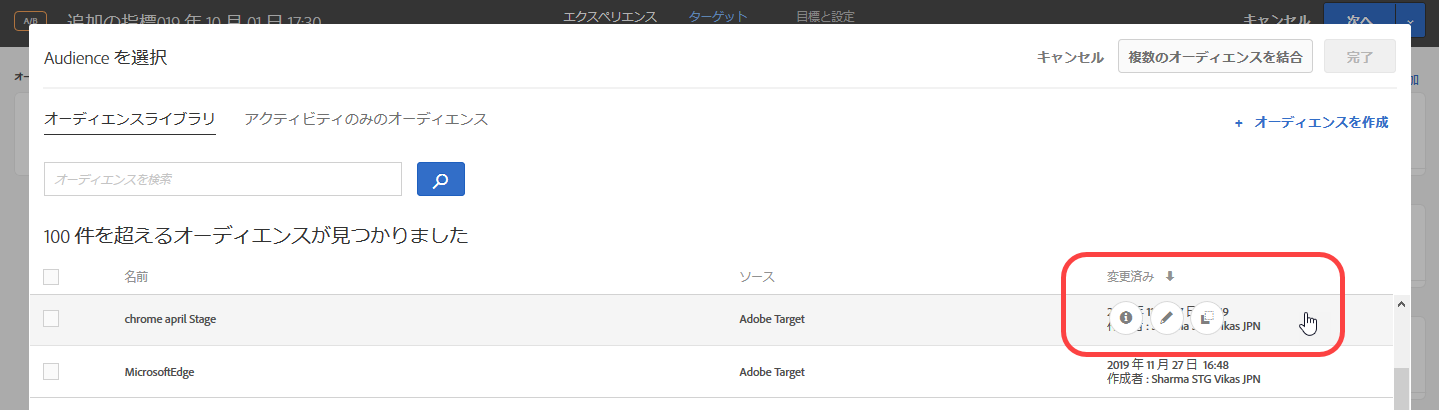 A/B 追加の指標019 年 10 月 01 日 17:30 エクスペリエンス ターゲット 目標と設定 キャンセル 次へ
Audience を選択 キャンセル 複数のオーディエンスを結合 完了
オーディエンスライブラリ アクティビティのみのオーディエンス + オーディエンスを作成
オーディエンスを検索
100 件を超えるオーディエンスが見つかりました
名前 ソース 変更済み
chrome april Stage Adobe Target
作成者 : Vikas JPN
MicrosoftEdge Adobe Target 2019 年 11 月 27 日 16:48
作成者 : Sharma STG Vikas JPN